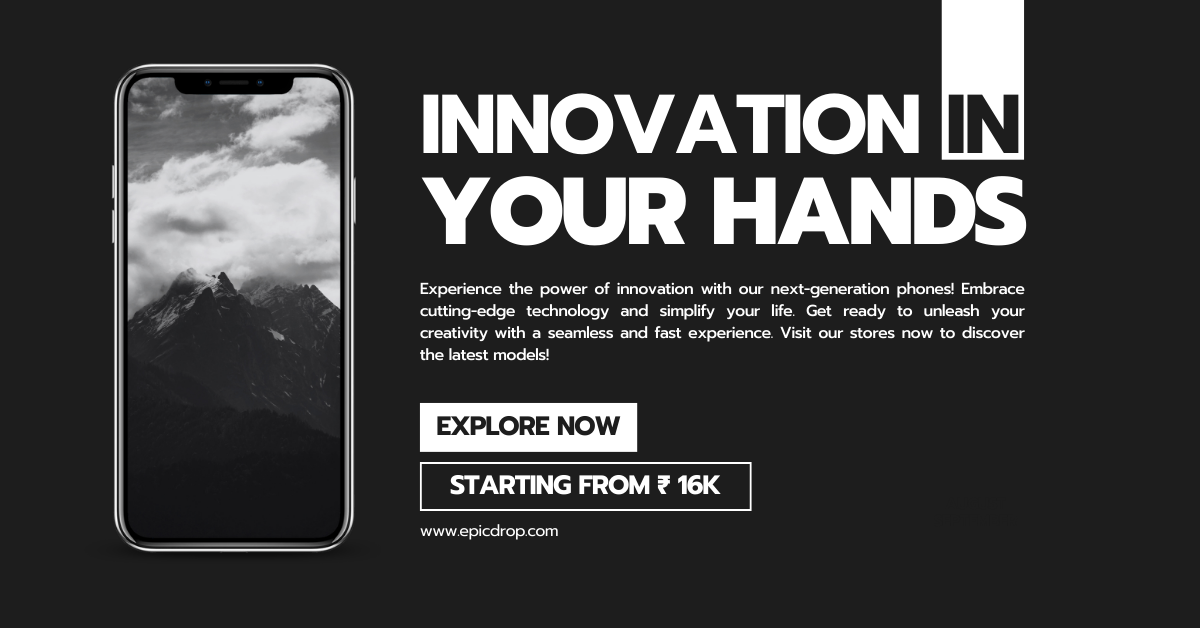 INNOVATION IN
YOUR HANDS
Experience the power of innovation with our next-generation phones! Embrace
cutting-edge technology and simplify your life. Get ready to unleash your
creativity with a seamless and fast experience. Visit our stores now to discover
the latest models!
EXPLORE NOW
STARTING FROM ₹ 16K
www.epicdrop.com